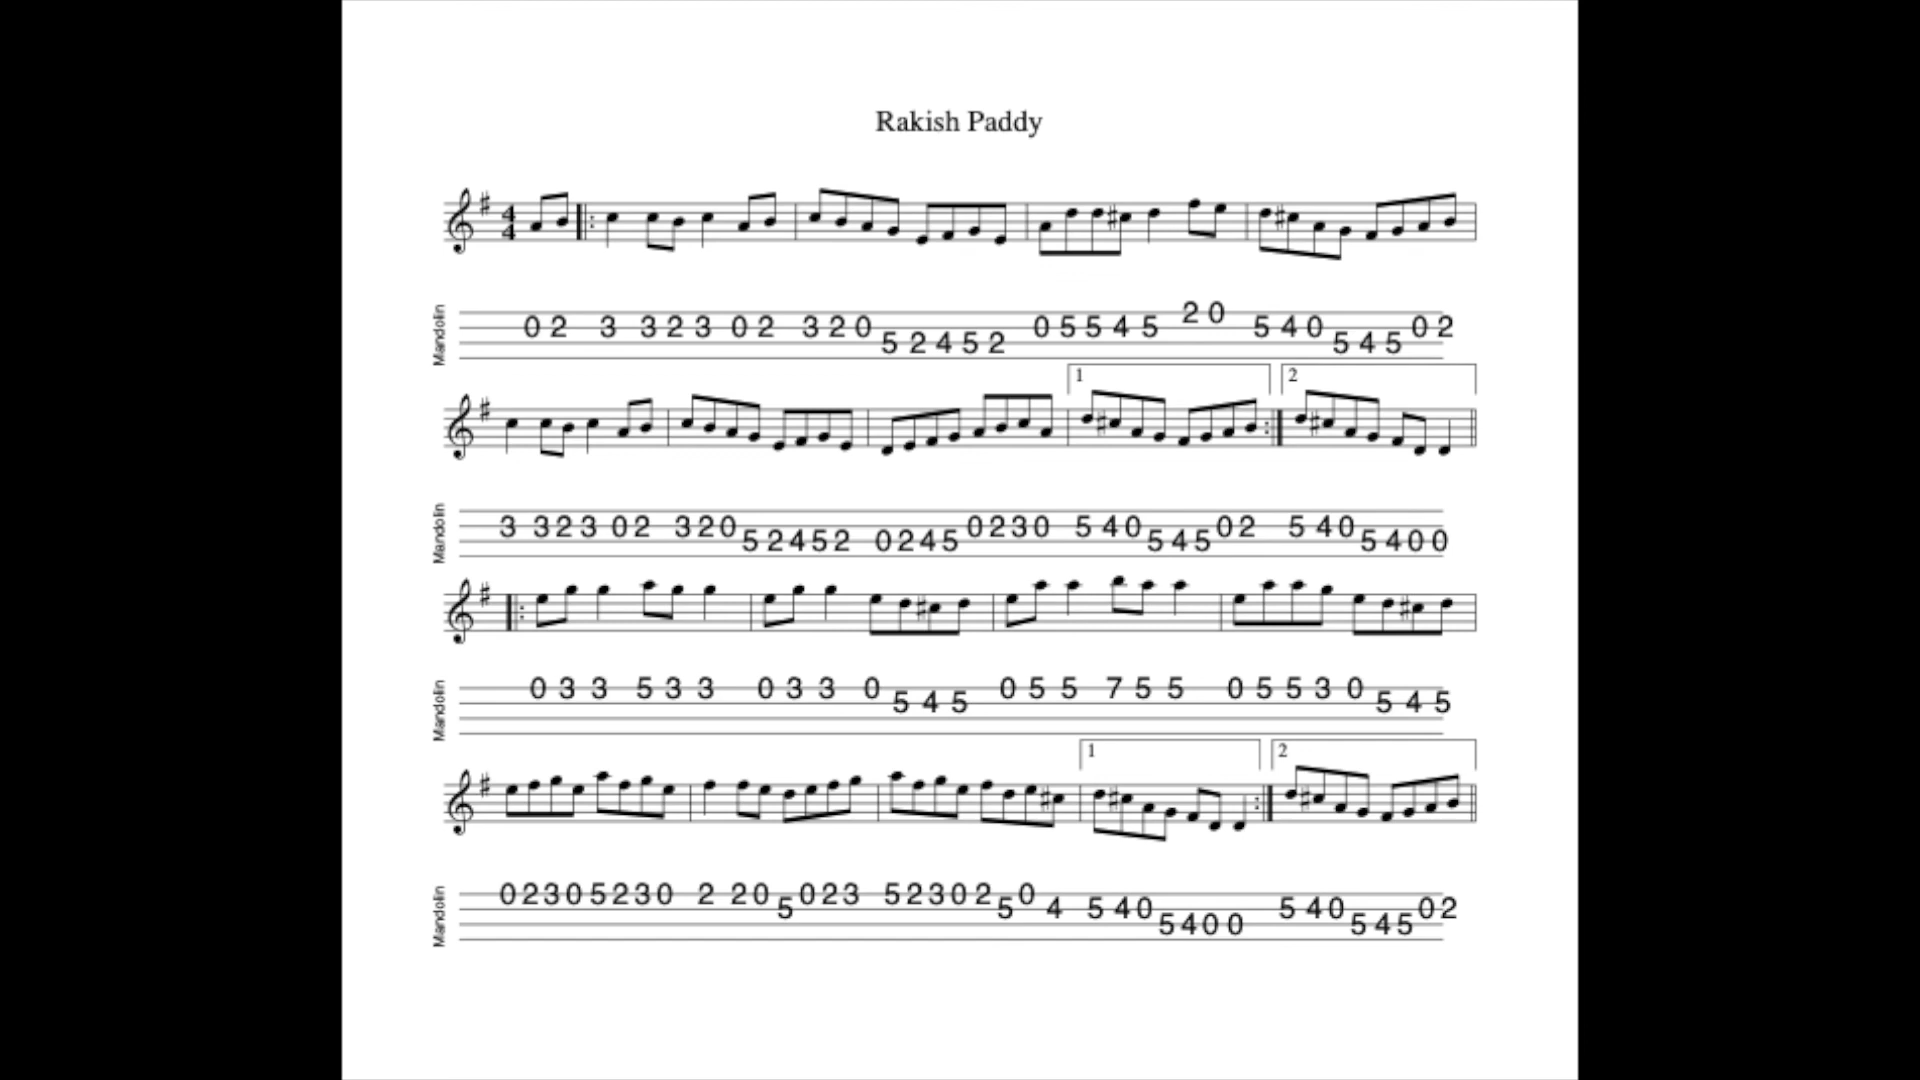 Rakish Paddy
4
4
Mandolin
0 2 3 3 2 3 0 2 3 2 0 5 2 4 5 2 0 5 5 4 5 2 0 5 4 0 5 4 5 0 2
1 2
Mandolin
3 3 2 3 0 2 3 2 0 5 2 4 5 2 0 2 4 5 0 2 3 0 5 4 0 5 4 5 0 2 5 4 0 5 4 0 0
Mandolin
0 3 3 5 3 3 0 3 3 0 5 4 5 0 5 5 7 5 5 0 5 5 3 0 5 4 5
1 2
Mandolin
0 2 3 0 5 2 3 0 2 2 0 5 0 2 3 5 2 3 0 2 5 0 4 5 4 0 5 4 0 0 5 4 0 5 4 5 0 2